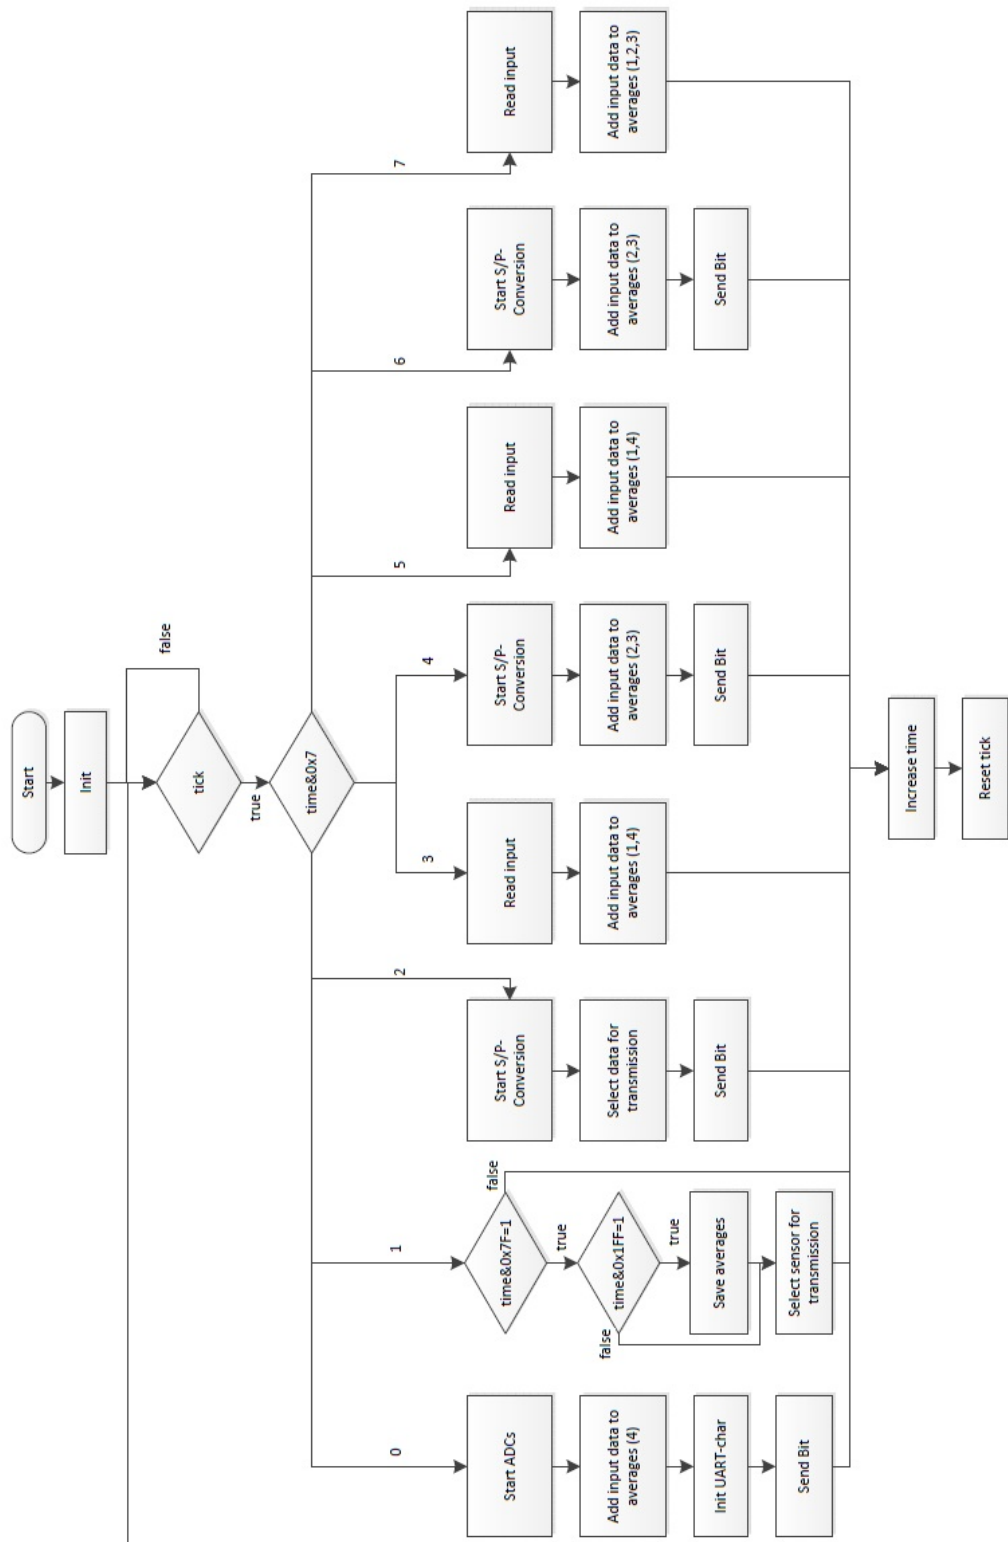 Start
Init
tick
false
true
time&0x7
0
1
2
3
4
5
6
7
Start ADCs
Add input data to
averages (4)
Init UART-char
Send Bit
time&0x7F=1
false
true
time&0x1FF=1
false
true
Save averages
Select sensor for
transmission
Start S/P-
Conversion
Select data for
transmission
Send Bit
Read input
Add input data to
averages (1,4)
Start S/P-
Conversion
Add input data to
averages (2,3)
Send Bit
Read input
Add input data to
averages (1,4)
Start S/P-
Conversion
Add input data to
averages (2,3)
Send Bit
Read input
Add input data to
averages (1,2,3)
Increase time
Reset tick